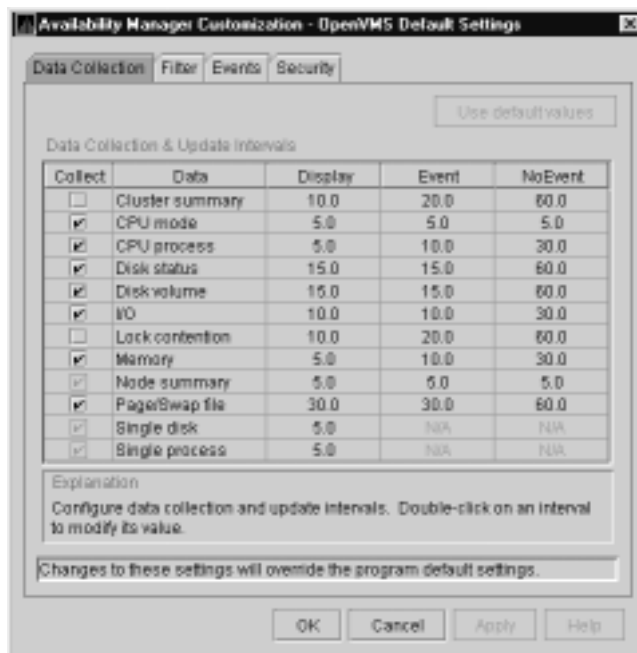 Availability Manager Customization - OpenVMS Default Settings
Data Collection Filter Events Security
Use default values
Data Collection & Update Intervals
Collect Data Display Event NoEvent
Cluster summary 10.0 20.0 60.0
CPU mode 5.0 5.0 5.0
CPU process 5.0 10.0 30.0
Disk status 15.0 15.0 60.0
Disk volume 15.0 15.0 60.0
I/O 10.0 10.0 30.0
Lock contention 10.0 20.0 60.0
Memory 5.0 10.0 30.0
Node summary 5.0 5.0 5.0
Page/Swap file 30.0 30.0 60.0
Single disk 5.0 N/A N/A
Single process 5.0 N/A N/A
Explanation
Configure data collection and update intervals. Double-click on an interval
to modify its value.
Changes to these settings will override the program default settings.
OK Cancel Apply Help